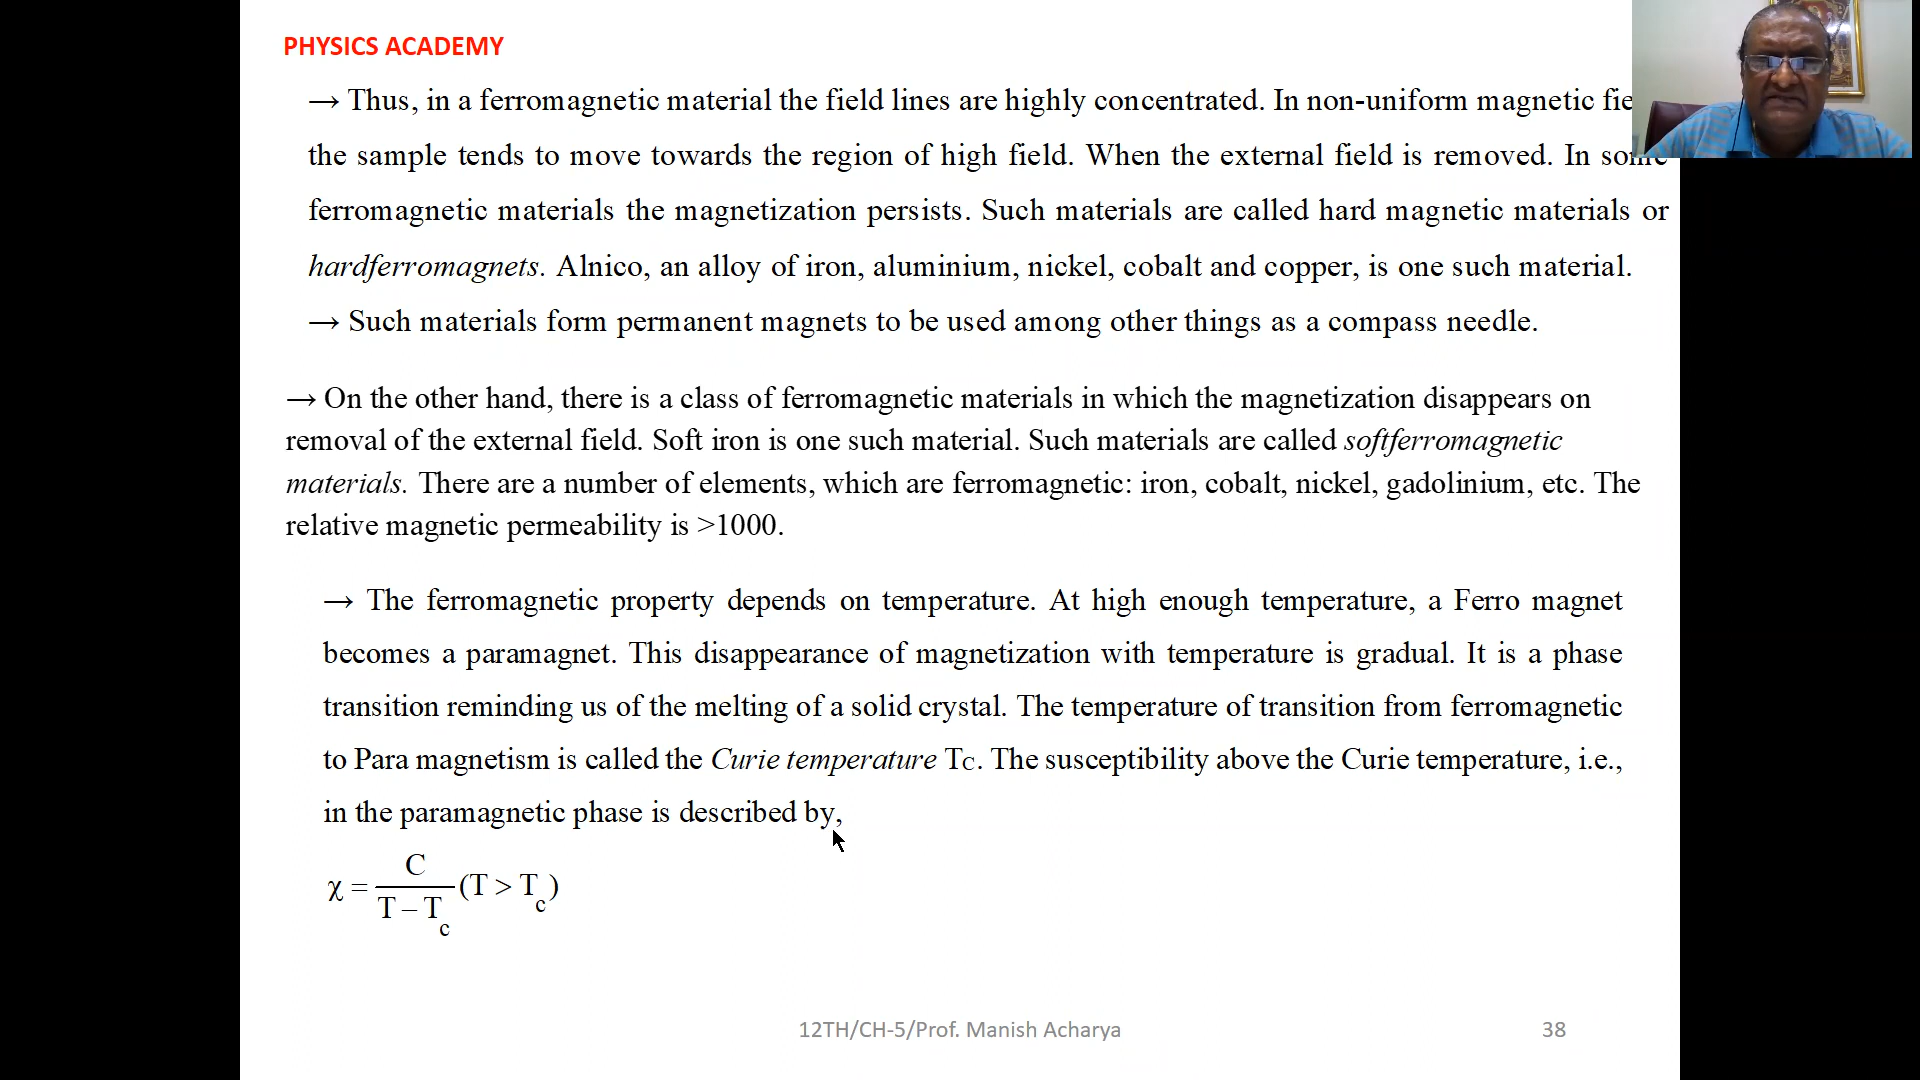 PHYSICS ACADEMY
→ Thus, in a ferromagnetic material the field lines are highly concentrated. In non-uniform magnetic fie
the sample tends to move towards the region of high field. When the external field is removed. In some
ferromagnetic materials the magnetization persists. Such materials are called hard magnetic materials or
hardferromagnets. Alnico, an alloy of iron, aluminium, nickel, cobalt and copper, is one such material.
→ Such materials form permanent magnets to be used among other things as a compass needle.
→ On the other hand, there is a class of ferromagnetic materials in which the magnetization disappears on
removal of the external field. Soft iron is one such material. Such materials are called softferromagnetic
materials. There are a number of elements, which are ferromagnetic: iron, cobalt, nickel, gadolinium, etc. The
relative magnetic permeability is >1000.
→ The ferromagnetic property depends on temperature. At high enough temperature, a Ferro magnet
becomes a paramagnet. This disappearance of magnetization with temperature is gradual. It is a phase
transition reminding us of the melting of a solid crystal. The temperature of transition from ferromagnetic
to Para magnetism is called the Curie temperature TC. The susceptibility above the Curie temperature, i.e.,
in the paramagnetic phase is described by,
χ = C / (T – Tc) (T > Tc)
12TH/CH-5/Prof. Manish Acharya
38